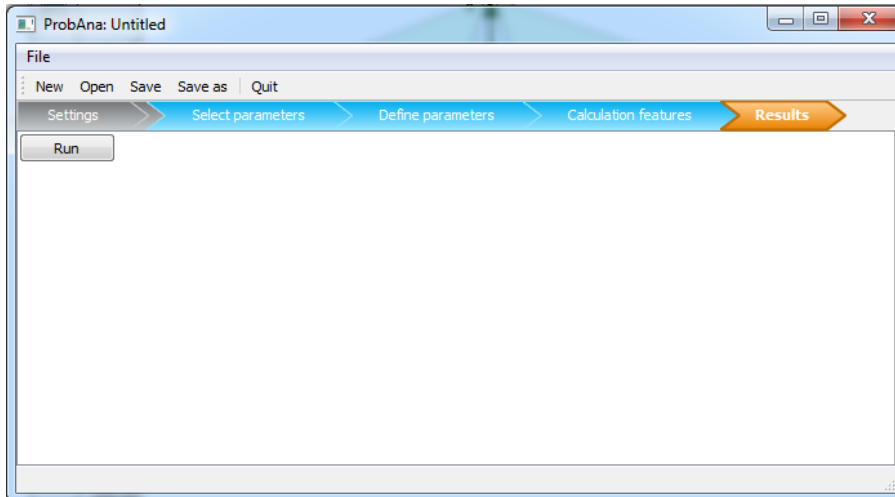 ProbAna: Untitled
File
New Open Save Save as Quit
Settings Select parameters Define parameters Calculation features Results
Run